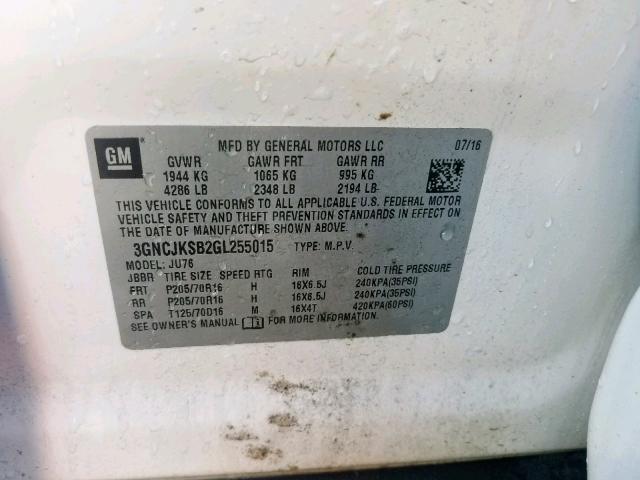 GM
MFD BY GENERAL MOTORS LLC 07/16
GVWR GAWR FRT GAWR RR
1944 KG 1065 KG 995 KG
4286 LB 2348 LB 2194 LB
THIS VEHICLE CONFORMS TO ALL APPLICABLE U.S. FEDERAL MOTOR
VEHICLE SAFETY AND THEFT PREVENTION STANDARDS IN EFFECT ON
THE DATE OF MANUFACTURE SHOWN ABOVE.
3GNCJKSB2GL255015 TYPE: M.P.V.
MODEL: JU76
JBBR TIRE SIZE SPEED RTG RIM COLD TIRE PRESSURE
FRT P205/70R16 H 16X6.5J 240KPA(35PSI)
RR P205/70R16 H 16X6.5J 240KPA(35PSI)
SPA T125/70D16 M 16X4T 420KPA(60PSI)
SEE OWNER'S MANUAL FOR MORE INFORMATION.